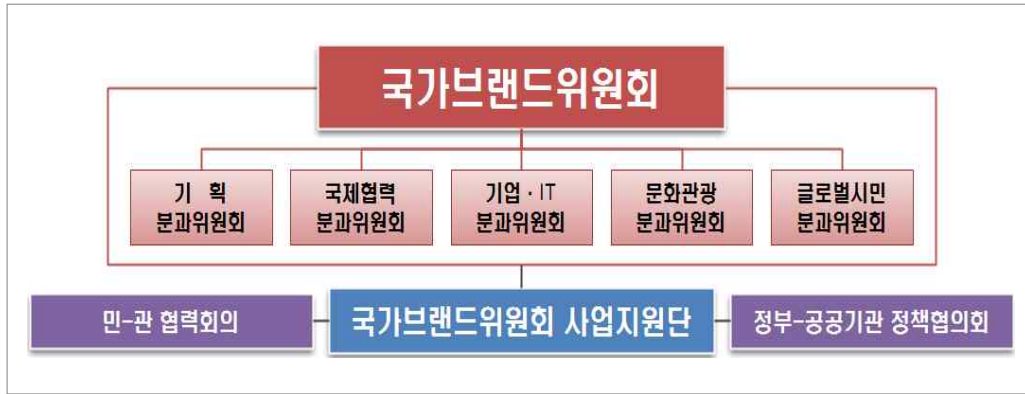 국가브랜드위원회
기 획
분과위원회
국제협력
분과위원회
기업 · IT
분과위원회
문화관광
분과위원회
글로벌시민
분과위원회
민-관 협력회의
국가브랜드위원회 사업지원단
정부-공공기관 정책협의회